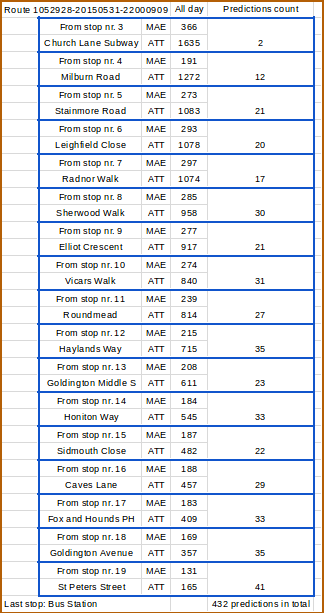 Route 1052928-20150531-22000909 All day Predictions count
From stop nr. 3 MAE 366
Church Lane Subway ATT 1635 2
From stop nr. 4 MAE 191
Milburn Road ATT 1272 12
From stop nr. 5 MAE 273
Stainmore Road ATT 1083 21
From stop nr. 6 MAE 293
Leighfield Close ATT 1078 20
From stop nr. 7 MAE 297
Radnor Walk ATT 1074 17
From stop nr. 8 MAE 285
Sherwood Walk ATT 958 30
From stop nr. 9 MAE 277
Elliot Crescent ATT 917 21
From stop nr. 10 MAE 274
Vicars Walk ATT 840 31
From stop nr. 11 MAE 239
Roundmead ATT 814 27
From stop nr. 12 MAE 215
Haylands Way ATT 715 35
From stop nr. 13 MAE 208
Goldington Middle S ATT 611 23
From stop nr. 14 MAE 184
Honiton Way ATT 545 33
From stop nr. 15 MAE 187
Sidmouth Close ATT 482 22
From stop nr. 16 MAE 188
Caves Lane ATT 457 29
From stop nr. 17 MAE 183
Fox and Hounds PH ATT 409 33
From stop nr. 18 MAE 169
Goldington Avenue ATT 357 35
From stop nr. 19 MAE 131
St Peters Street ATT 165 41
Last stop: Bus Station 432 predictions in total